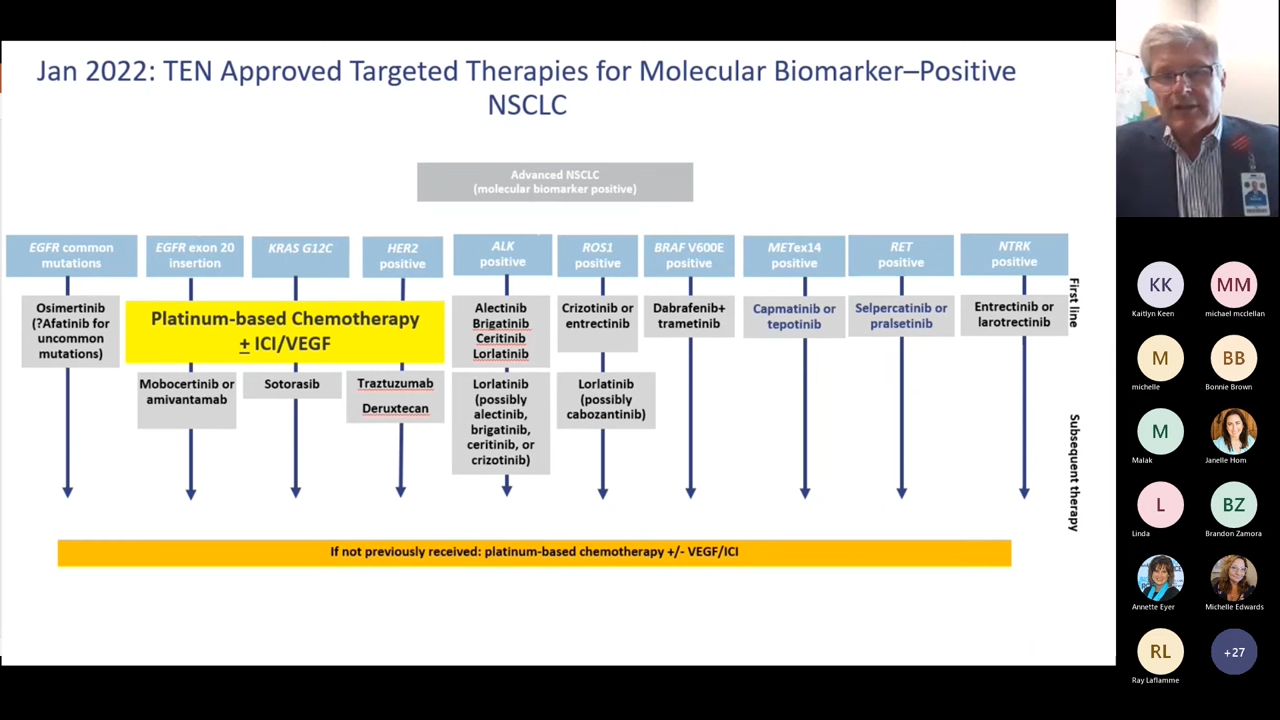 Jan 2022: TEN Approved Targeted Therapies for Molecular Biomarker–Positive
NSCLC
Advanced NSCLC
(molecular biomarker positive)
EGFR common
mutations
EGFR exon 20
insertion
KRAS G12C
HER2
positive
ALK
positive
ROS1
positive
BRAF V600E
positive
METex14
positive
RET
positive
NTRK
positive
First line
Osimertinib
(?Afatinib for
uncommon
mutations)
Platinum-based Chemotherapy
+ ICI/VEGF
Alectinib
Brigatinib
Ceritinib
Lorlatinib
Crizotinib or
entrectinib
Dabrafenib+
trametinib
Capmatinib or
tepotinib
Selpercatinib or
pralsetinib
Entrectinib or
larotrectinib
Mobocertinib or
amivantamab
Sotorasib
Traztuzumab
Deruxtecan
Lorlatinib
(possibly
alectinib,
brigatinib,
ceritinib, or
crizotinib)
Lorlatinib
(possibly
cabozantinib)
Subsequent therapy
If not previously received: platinum-based chemotherapy +/- VEGF/ICI
KK
Kaitlyn Keen
MM
michael mcclellan
M
michelle
BB
Bonnie Brown
M
Malak
Janelle Hom
L
Linda
BZ
Brandon Zamora
Annette Eyer
Michelle Edwards
RL
Ray Laflamme
+27